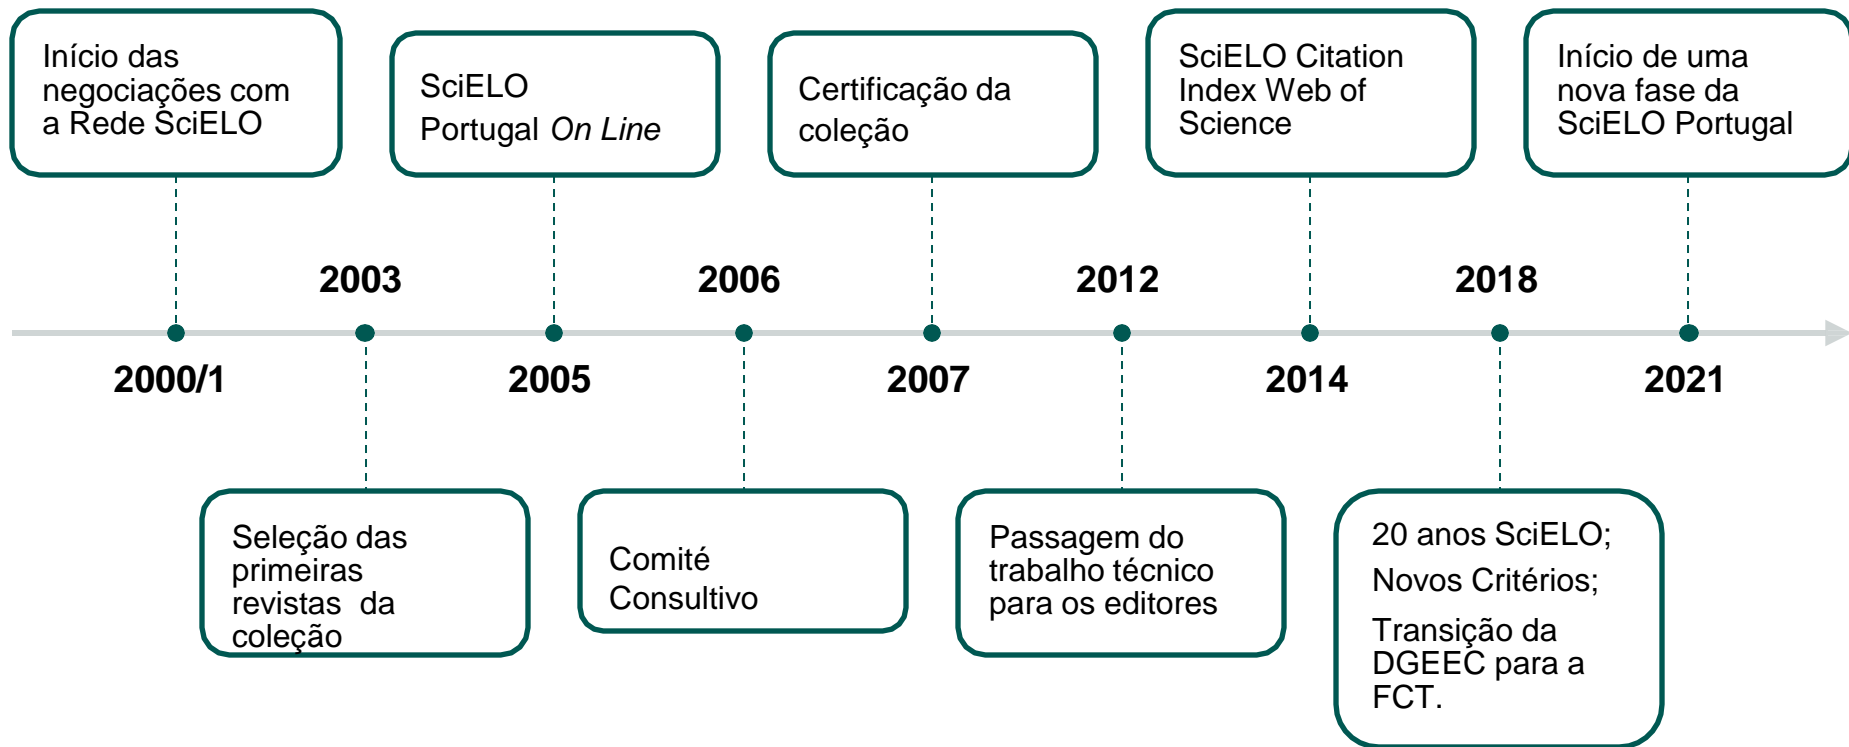 Início das
negociações com
a Rede SciELO
SciELO
Portugal On Line
Certificação da
coleção
SciELO Citation
Index Web of
Science
Início de uma
nova fase da
SciELO Portugal
2003
2006
2012
2018
2000/1
2005
2007
2014
2021
Seleção das
primeiras
revistas da
coleção
Comité
Consultivo
Passagem do
trabalho técnico
para os editores
20 anos SciELO;
Novos Critérios;
Transição da
DGEEC para a
FCT.